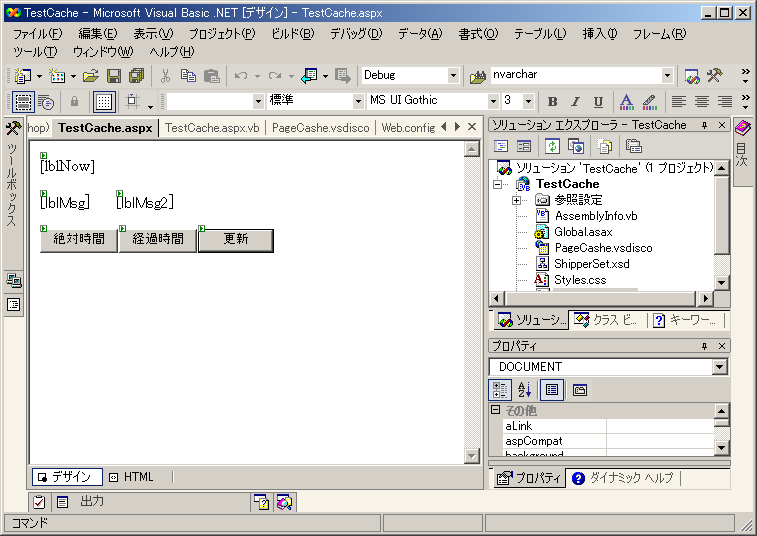 TestCache - Microsoft Visual Basic .NET [デザイン] - TestCache.aspx
ファイル(F) 編集(E) 表示(V) プロジェクト(P) ビルド(B) デバッグ(D) データ(A) 書式(O) テーブル(L) 挿入(I) フレーム(R)
ツール(T) ウィンドウ(W) ヘルプ(H)
Debug nvarchar
標準 MS UI Gothic 3 B I U A
hop) TestCache.aspx TestCache.aspx.vb PageCashe.vsdisco Web.config
ツールボックス
[lblNow]
[lblMsg] [lblMsg2]
絶対時間 経過時間 更新
デザイン HTML
ソリューション エクスプローラ - TestCache
ソリューション 'TestCache' (1 プロジェクト)
TestCache
参照設定
AssemblyInfo.vb
Global.asax
PageCashe.vsdisco
ShipperSet.xsd
Styles.css
ソリューシ... クラス ビ... キーワー...
目次
プロパティ
DOCUMENT
その他
aLink
aspCompat
background
プロパティ ダイナミック ヘルプ
出力
コマンド